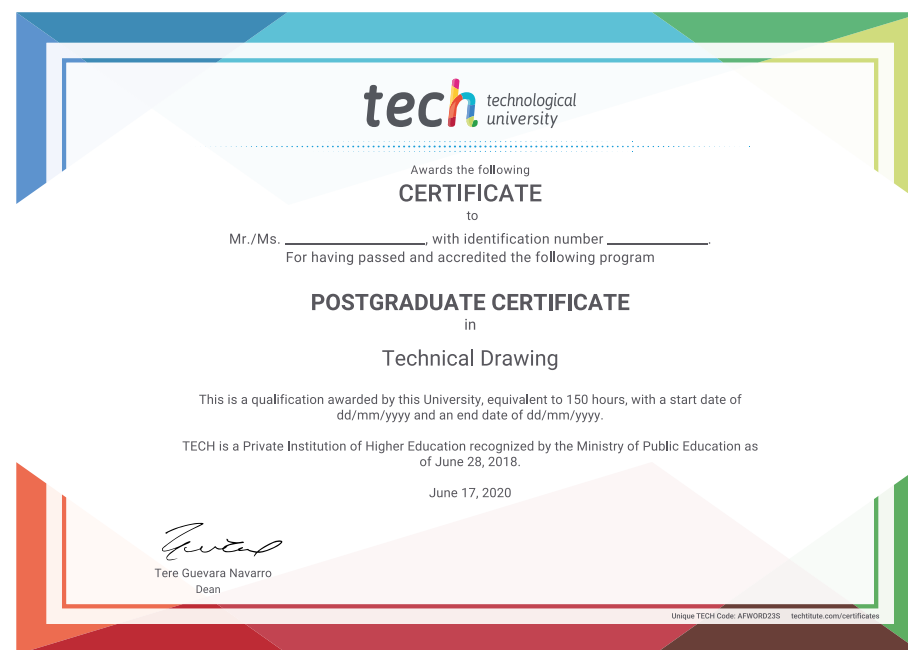 tech technological
university
Awards the following
CERTIFICATE
to
Mr./Ms. ____________________, with identification number ______________.
For having passed and accredited the following program
POSTGRADUATE CERTIFICATE
in
Technical Drawing
This is a qualification awarded by this University, equivalent to 150 hours, with a start date of
dd/mm/yyyy and an end date of dd/mm/yyyy.
TECH is a Private Institution of Higher Education recognized by the Ministry of Public Education as
of June 28, 2018.
June 17, 2020
Tere Guevara Navarro
Dean
Unique TECH Code: AFWORD23S techtitute.com/certificates